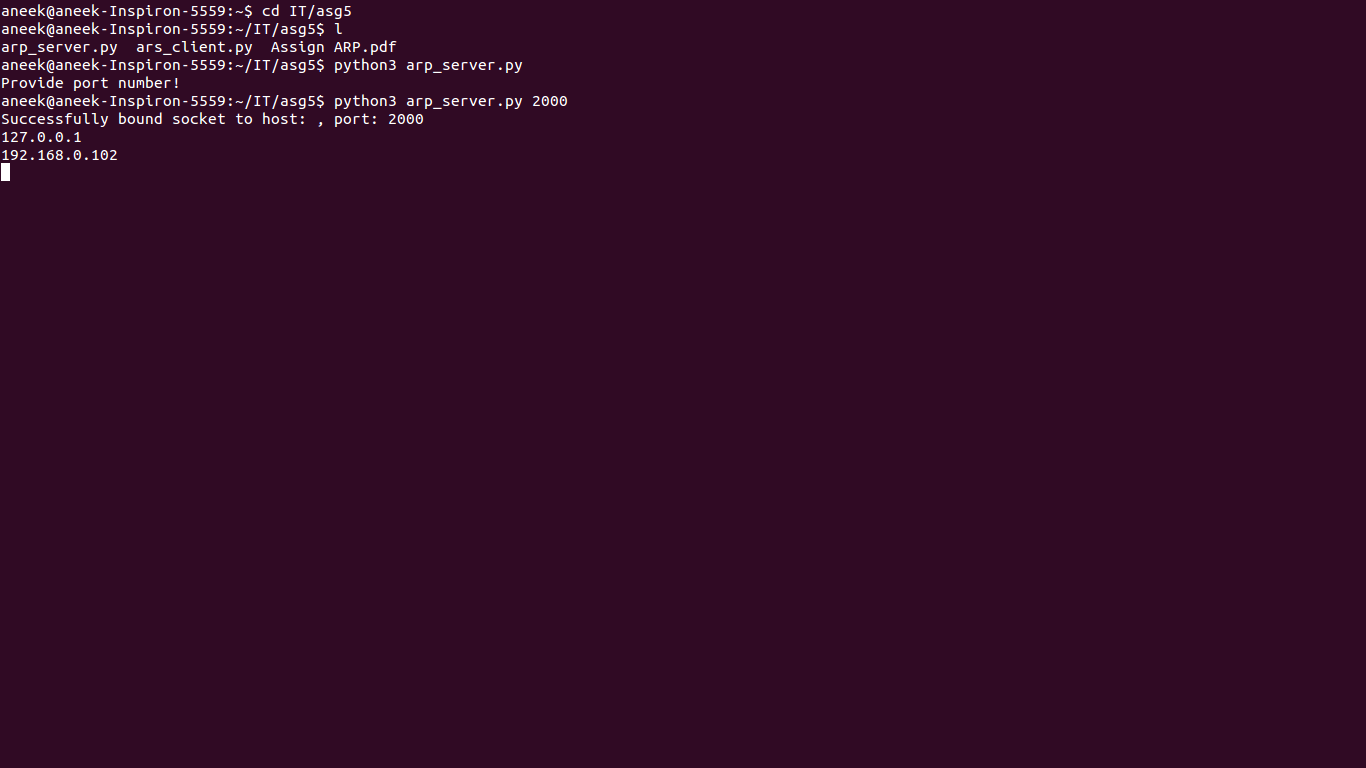 aneek@aneek-Inspiron-5559:~$ cd IT/asg5
aneek@aneek-Inspiron-5559:~/IT/asg5$ l
arp_server.py  ars_client.py  Assign ARP.pdf
aneek@aneek-Inspiron-5559:~/IT/asg5$ python3 arp_server.py
Provide port number!
aneek@aneek-Inspiron-5559:~/IT/asg5$ python3 arp_server.py 2000
Successfully bound socket to host: , port: 2000
127.0.0.1
192.168.0.102